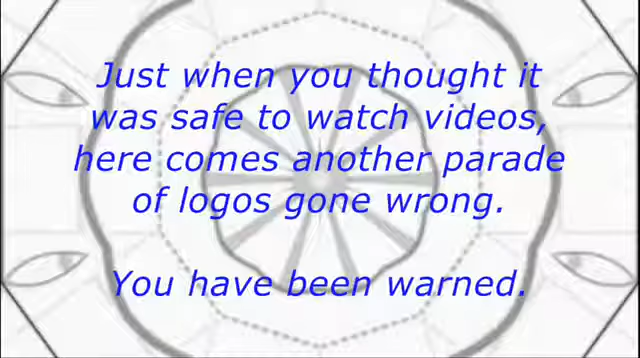 Just when you thought it
was safe to watch videos,
here comes another parade
of logos gone wrong.
You have been warned.